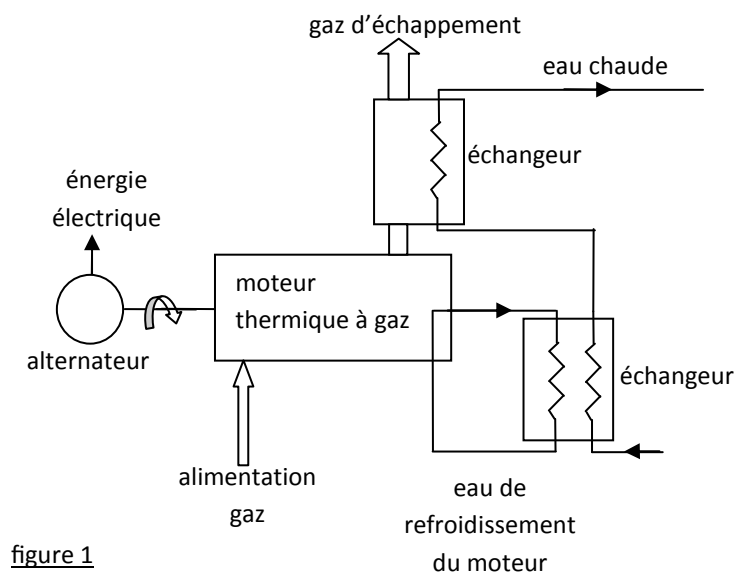 gaz d'échappement
eau chaude
échangeur
énergie
électrique
moteur
thermique à gaz
alternateur
échangeur
alimentation
gaz
eau de
refroidissement
du moteur
figure 1